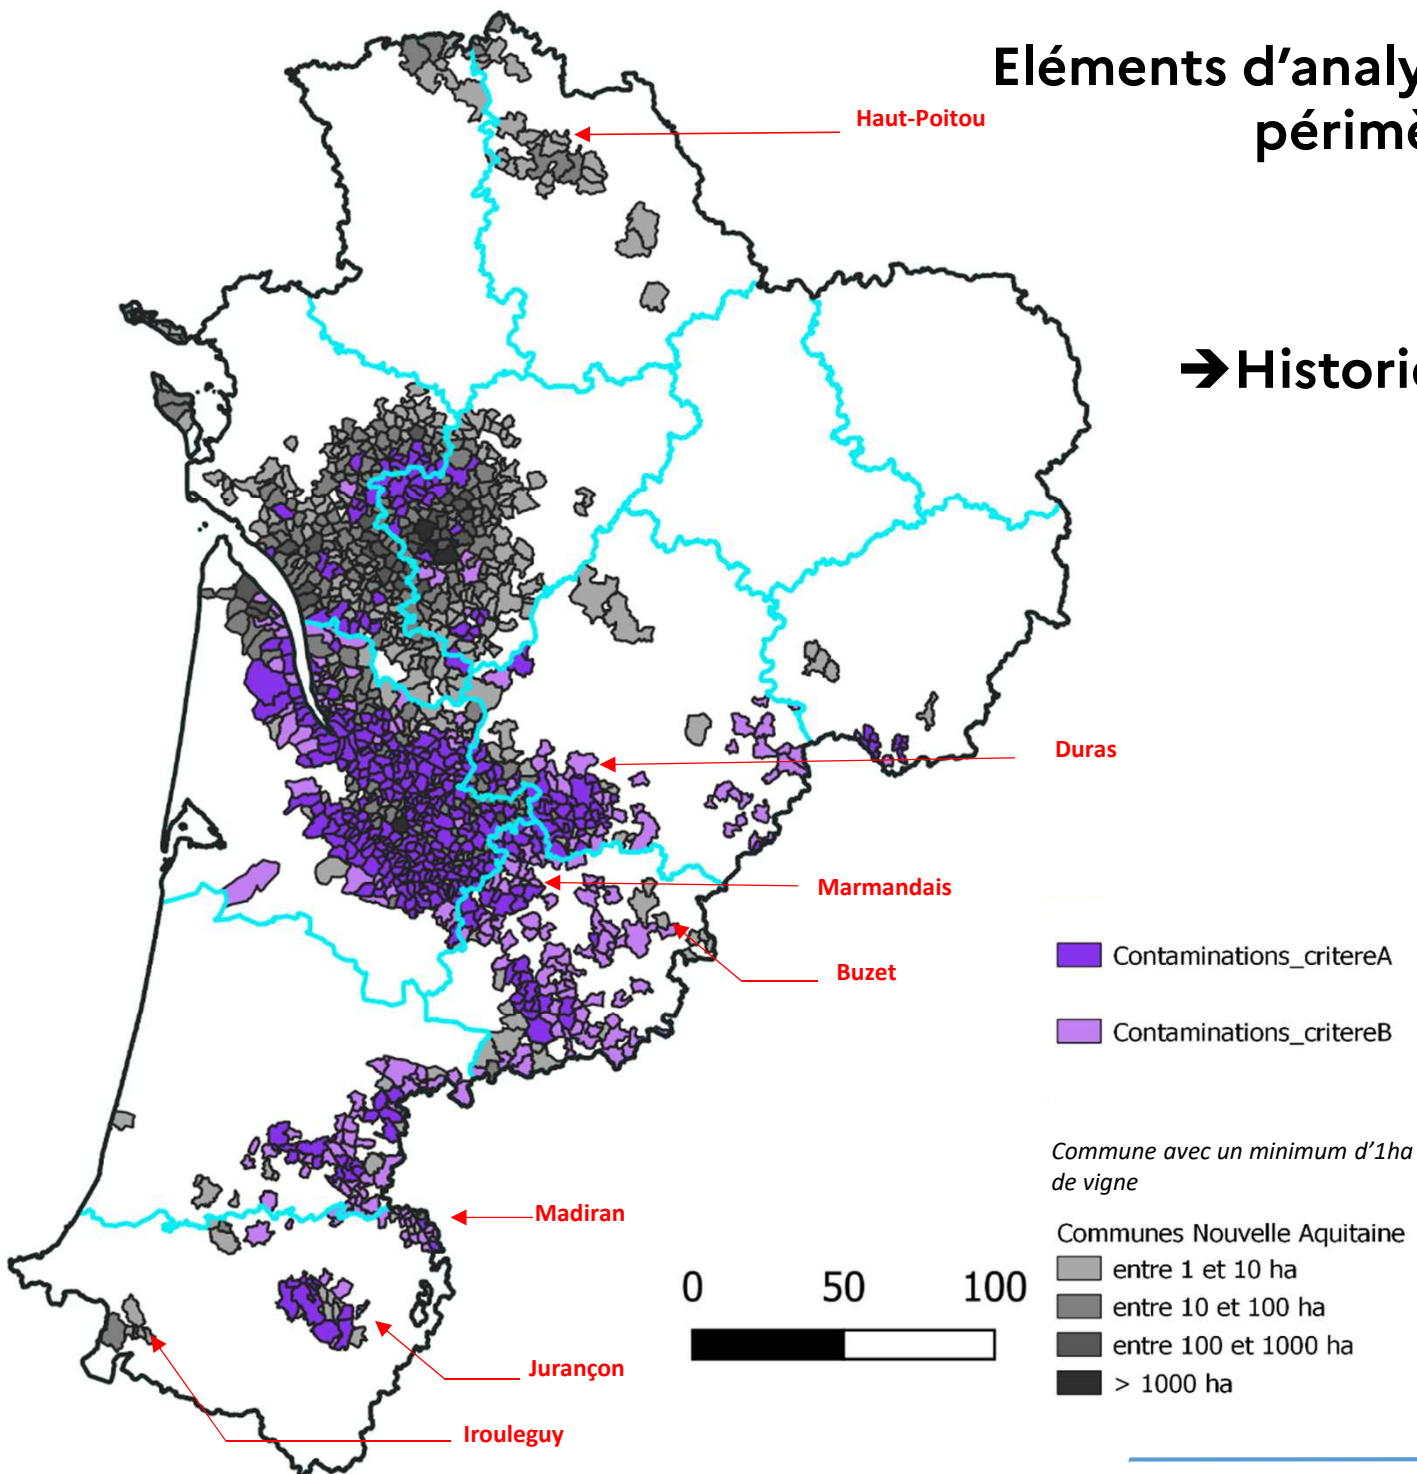 Eléments d'analy
périmè
Haut-Poitou
➔Historic
Duras
Marmandais
Buzet
Contaminations_critereA
Contaminations_critereB
Commune avec un minimum d'1ha
de vigne
Communes Nouvelle Aquitaine
entre 1 et 10 ha
entre 10 et 100 ha
entre 100 et 1000 ha
> 1000 ha
Madiran
0 50 100
Jurançon
Irouleguy